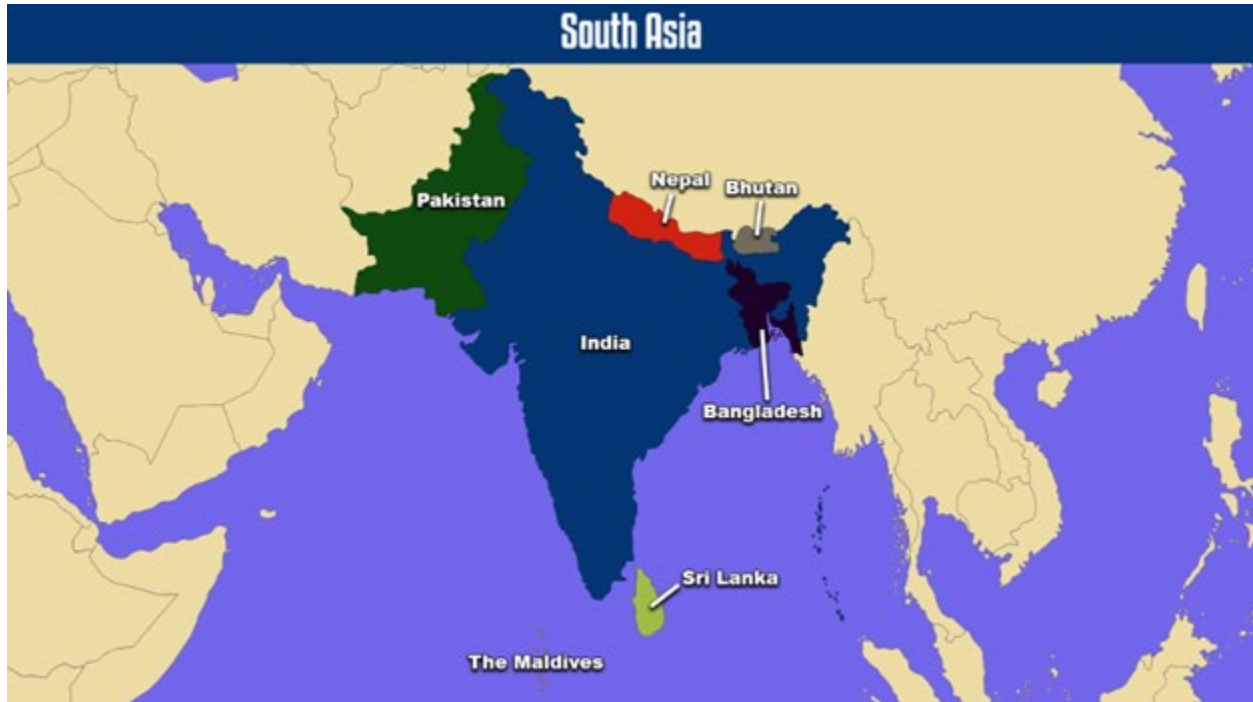 South Asia
Nepal
Bhutan
Pakistan
India
Bangladesh
Sri Lanka
The Maldives